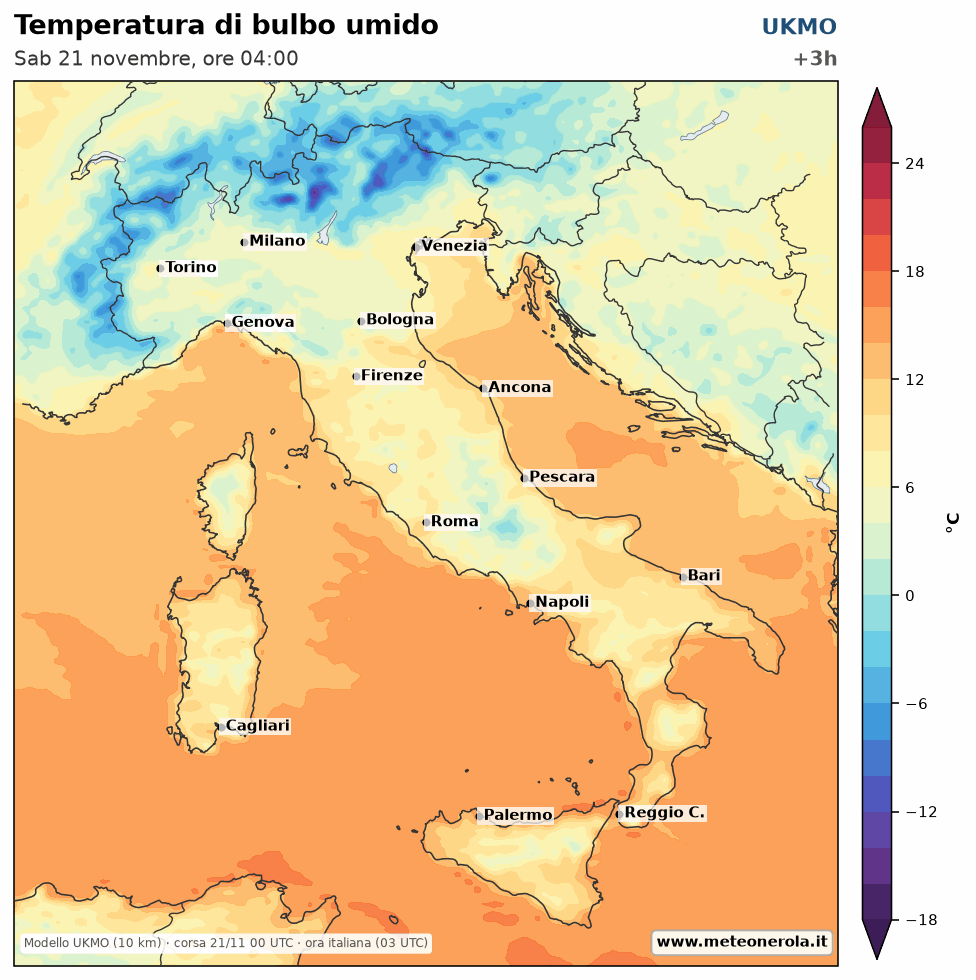 Temperatura di bulbo umido
UKMO
Sab 21 novembre, ore 04:00
+3h
Milano
Venezia
Torino
Genova
Bologna
Firenze
Ancona
Pescara
Roma
Bari
Napoli
Cagliari
Palermo
Reggio C.
24
18
12
6
0
−6
−12
−18
°C
Modello UKMO (10 km) · corsa 21/11 00 UTC · ora italiana (03 UTC)
www.meteonerola.it